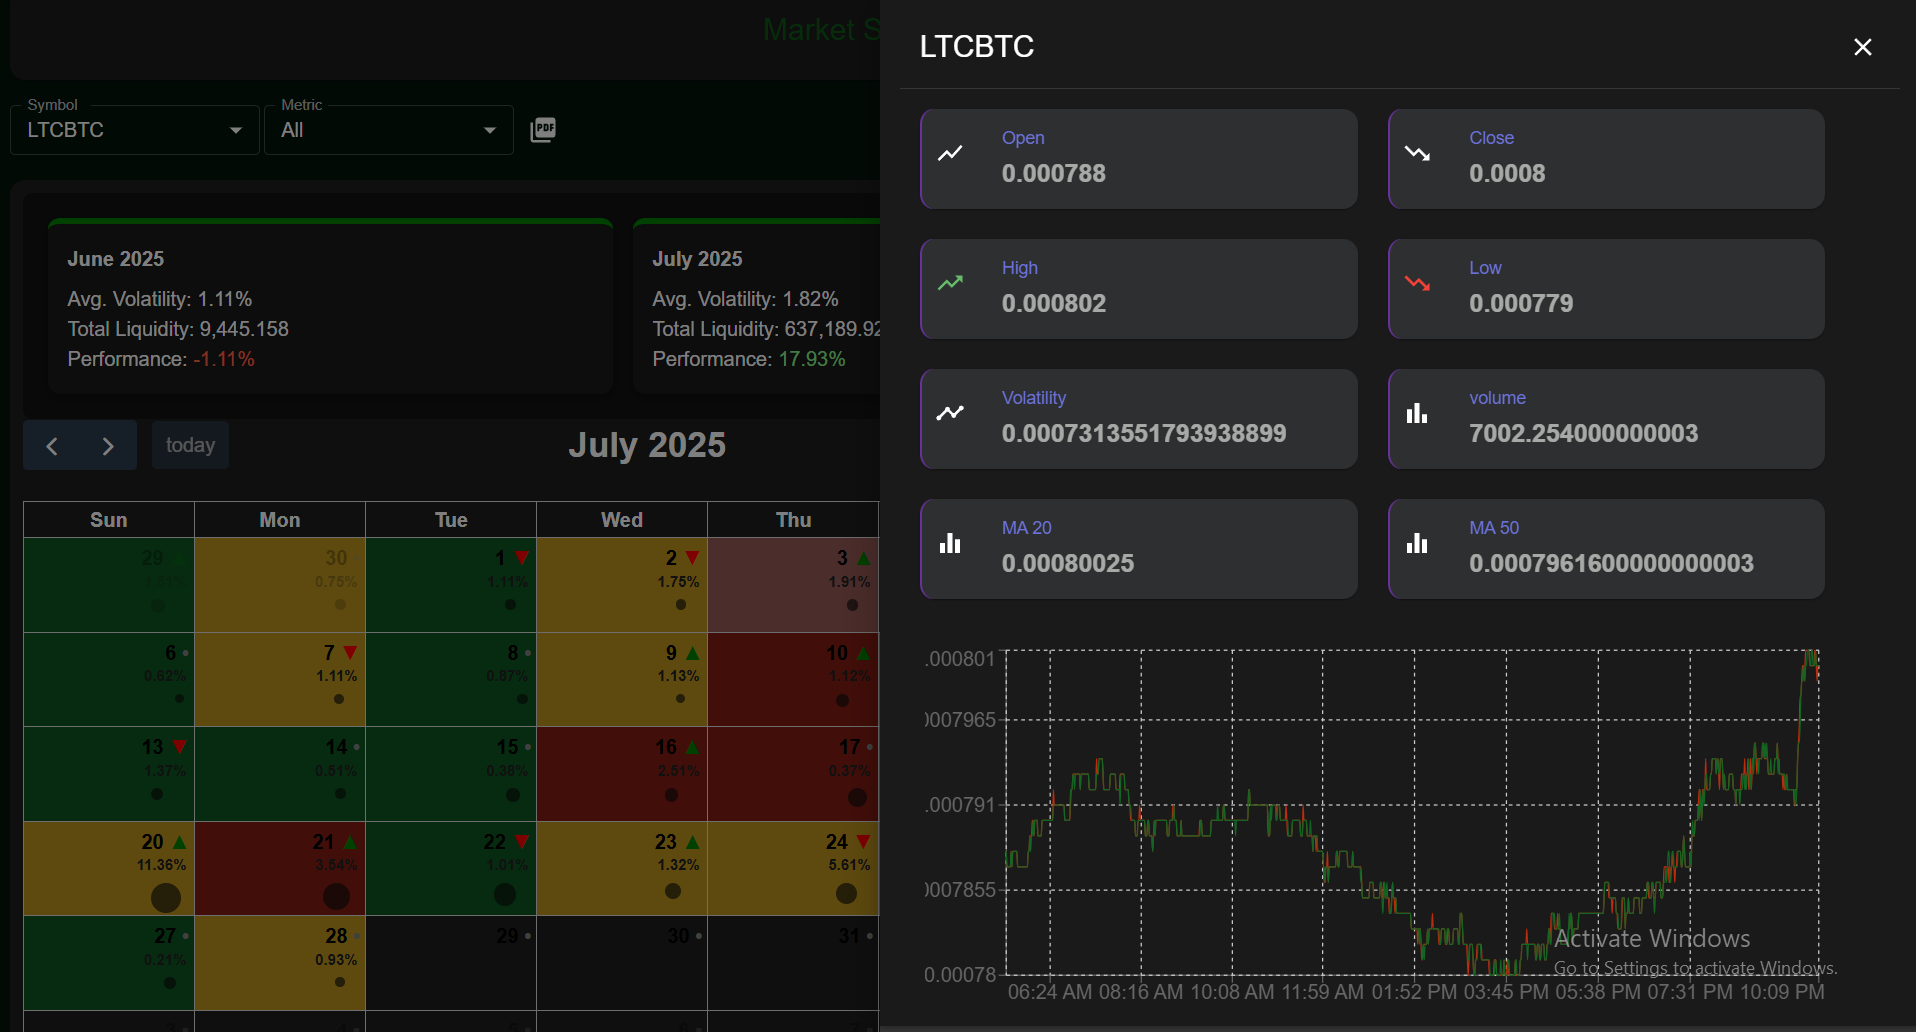 Market S
LTCBTC
Symbol
LTCBTC
Metric
All
PDF
Open
0.000788
Close
0.0008
High
0.000802
Low
0.000779
Volatility
0.0007313551793938899
volume
7002.254000000003
MA 20
0.00080025
MA 50
0.0007961600000000003
June 2025
Avg. Volatility: 1.11%
Total Liquidity: 9,445.158
Performance: -1.11%
July 2025
Avg. Volatility: 1.82%
Total Liquidity: 637,189.92
Performance: 17.93%
today
July 2025
Sun Mon Tue Wed Thu
29 30 1 2 3
0.75% 1.11% 1.75% 1.91%
6 7 8 9 10
0.62% 1.11% 0.87% 1.13% 1.12%
13 14 15 16 17
1.37% 0.51% 0.38% 2.51% 0.37%
20 21 22 23 24
11.36% 3.54% 1.01% 1.32% 5.61%
27 28 29 30 31
0.21% 0.93%
.000801
0007965
.000791
0007855
0.00078
06:24 AM 08:16 AM 10:08 AM 11:59 AM 01:52 PM 03:45 PM 05:38 PM 07:31 PM 10:09 PM
Activate Windows
Go to Settings to activate Windows.